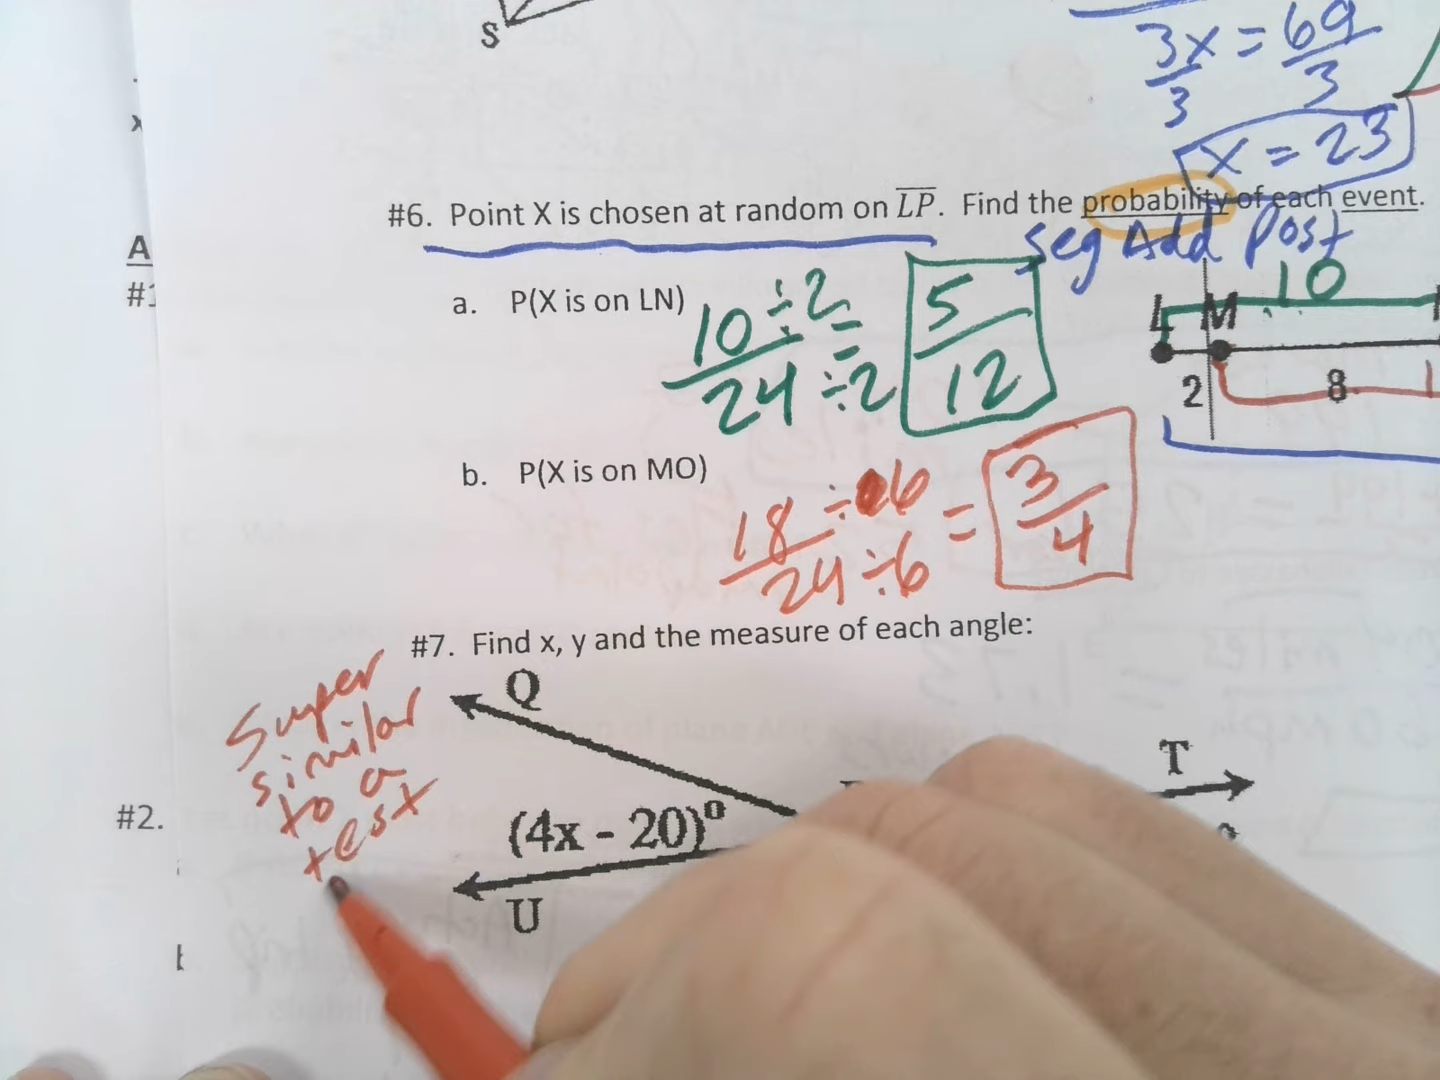 S
3x = 69
3 3
x = 23
x
#6. Point X is chosen at random on LP. Find the probability of each event.
Seg Add Post
A
#1
a. P(X is on LN)
10 ÷ 2 = 5
24 ÷ 2 12
10
L M
2 8
b. P(X is on MO)
18 ÷ 6 = 3
24 ÷ 6 4
#7. Find x, y and the measure of each angle:
Super
similar
to a
test
Q
T
(4x - 20)º
U
#2.